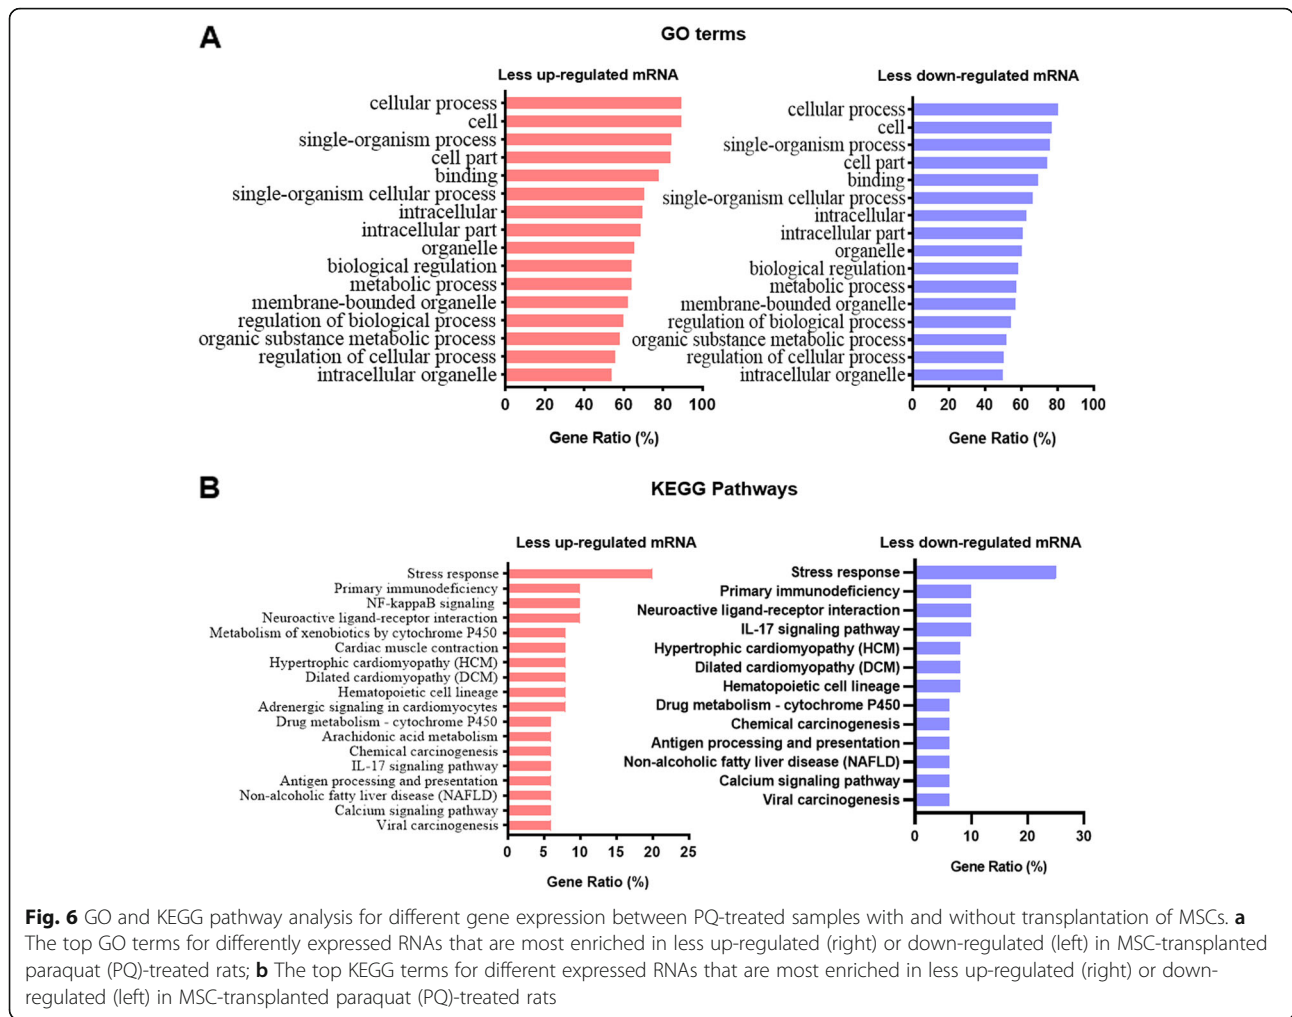 A
GO terms
Less up-regulated mRNA
cellular process
cell
single-organism process
cell part
binding
single-organism cellular process
intracellular
intracellular part
organelle
biological regulation
metabolic process
membrane-bounded organelle
regulation of biological process
organic substance metabolic process
regulation of cellular process
intracellular organelle
0 20 40 60 80 100
Gene Ratio (%)
Less down-regulated mRNA
cellular process
cell
single-organism process
cell part
binding
single-organism cellular process
intracellular
intracellular part
organelle
biological regulation
metabolic process
membrane-bounded organelle
regulation of biological process
organic substance metabolic process
regulation of cellular process
intracellular organelle
0 20 40 60 80 100
Gene Ratio (%)
B
KEGG Pathways
Less up-regulated mRNA
Stress response
Primary immunodeficiency
NF-kappaB signaling
Neuroactive ligand-receptor interaction
Metabolism of xenobiotics by cytochrome P450
Cardiac muscle contraction
Hypertrophic cardiomyopathy (HCM)
Dilated cardiomyopathy (DCM)
Hematopoietic cell lineage
Adrenergic signaling in cardiomyocytes
Drug metabolism - cytochrome P450
Arachidonic acid metabolism
Chemical carcinogenesis
IL-17 signaling pathway
Antigen processing and presentation
Non-alcoholic fatty liver disease (NAFLD)
Calcium signaling pathway
Viral carcinogenesis
0 5 10 15 20 25
Gene Ratio (%)
Less down-regulated mRNA
Stress response
Primary immunodeficiency
Neuroactive ligand-receptor interaction
IL-17 signaling pathway
Hypertrophic cardiomyopathy (HCM)
Dilated cardiomyopathy (DCM)
Hematopoietic cell lineage
Drug metabolism - cytochrome P450
Chemical carcinogenesis
Antigen processing and presentation
Non-alcoholic fatty liver disease (NAFLD)
Calcium signaling pathway
Viral carcinogenesis
0 10 20 30
Gene Ratio (%)
Fig. 6 GO and KEGG pathway analysis for different gene expression between PQ-treated samples with and without transplantation of MSCs. a
The top GO terms for differently expressed RNAs that are most enriched in less up-regulated (right) or down-regulated (left) in MSC-transplanted
paraquat (PQ)-treated rats; b The top KEGG terms for different expressed RNAs that are most enriched in less up-regulated (right) or down-
regulated (left) in MSC-transplanted paraquat (PQ)-treated rats